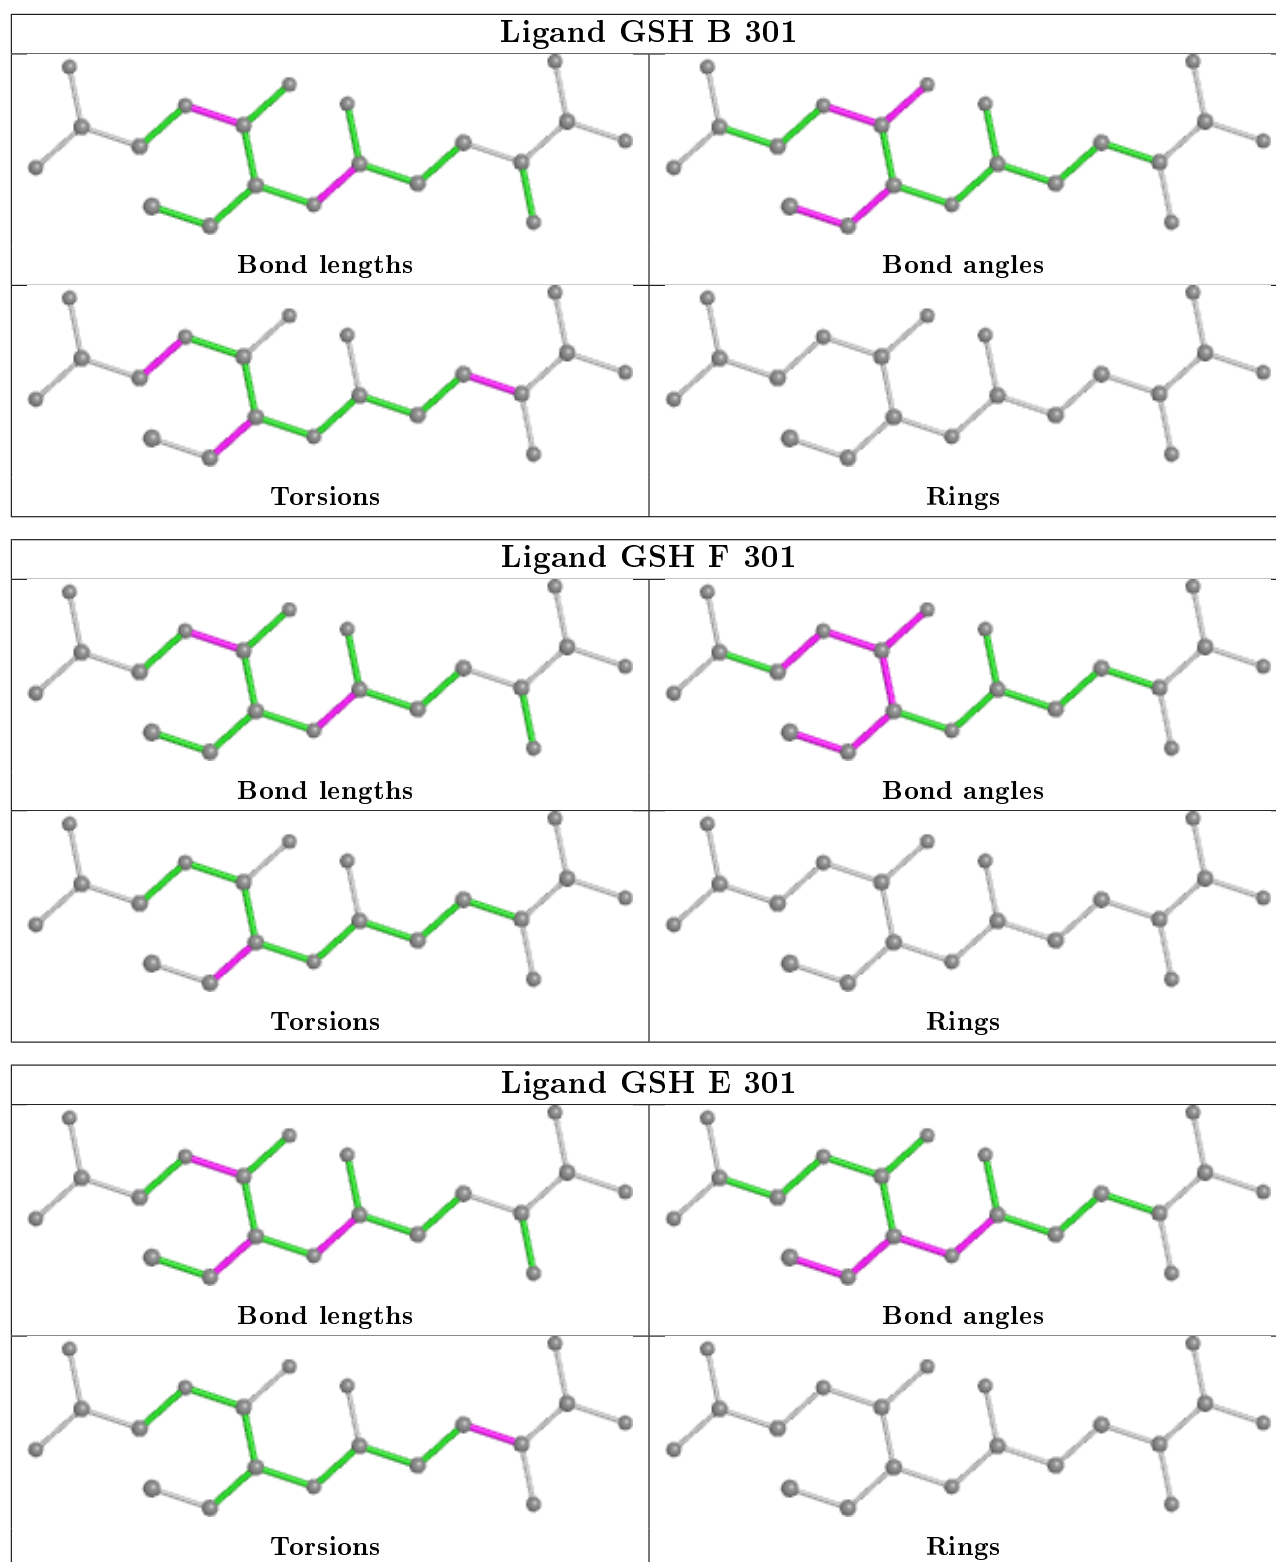 Ligand GSH B 301
Bond lengths
Bond angles
Torsions
Rings
Ligand GSH F 301
Bond lengths
Bond angles
Torsions
Rings
Ligand GSH E 301
Bond lengths
Bond angles
Torsions
Rings